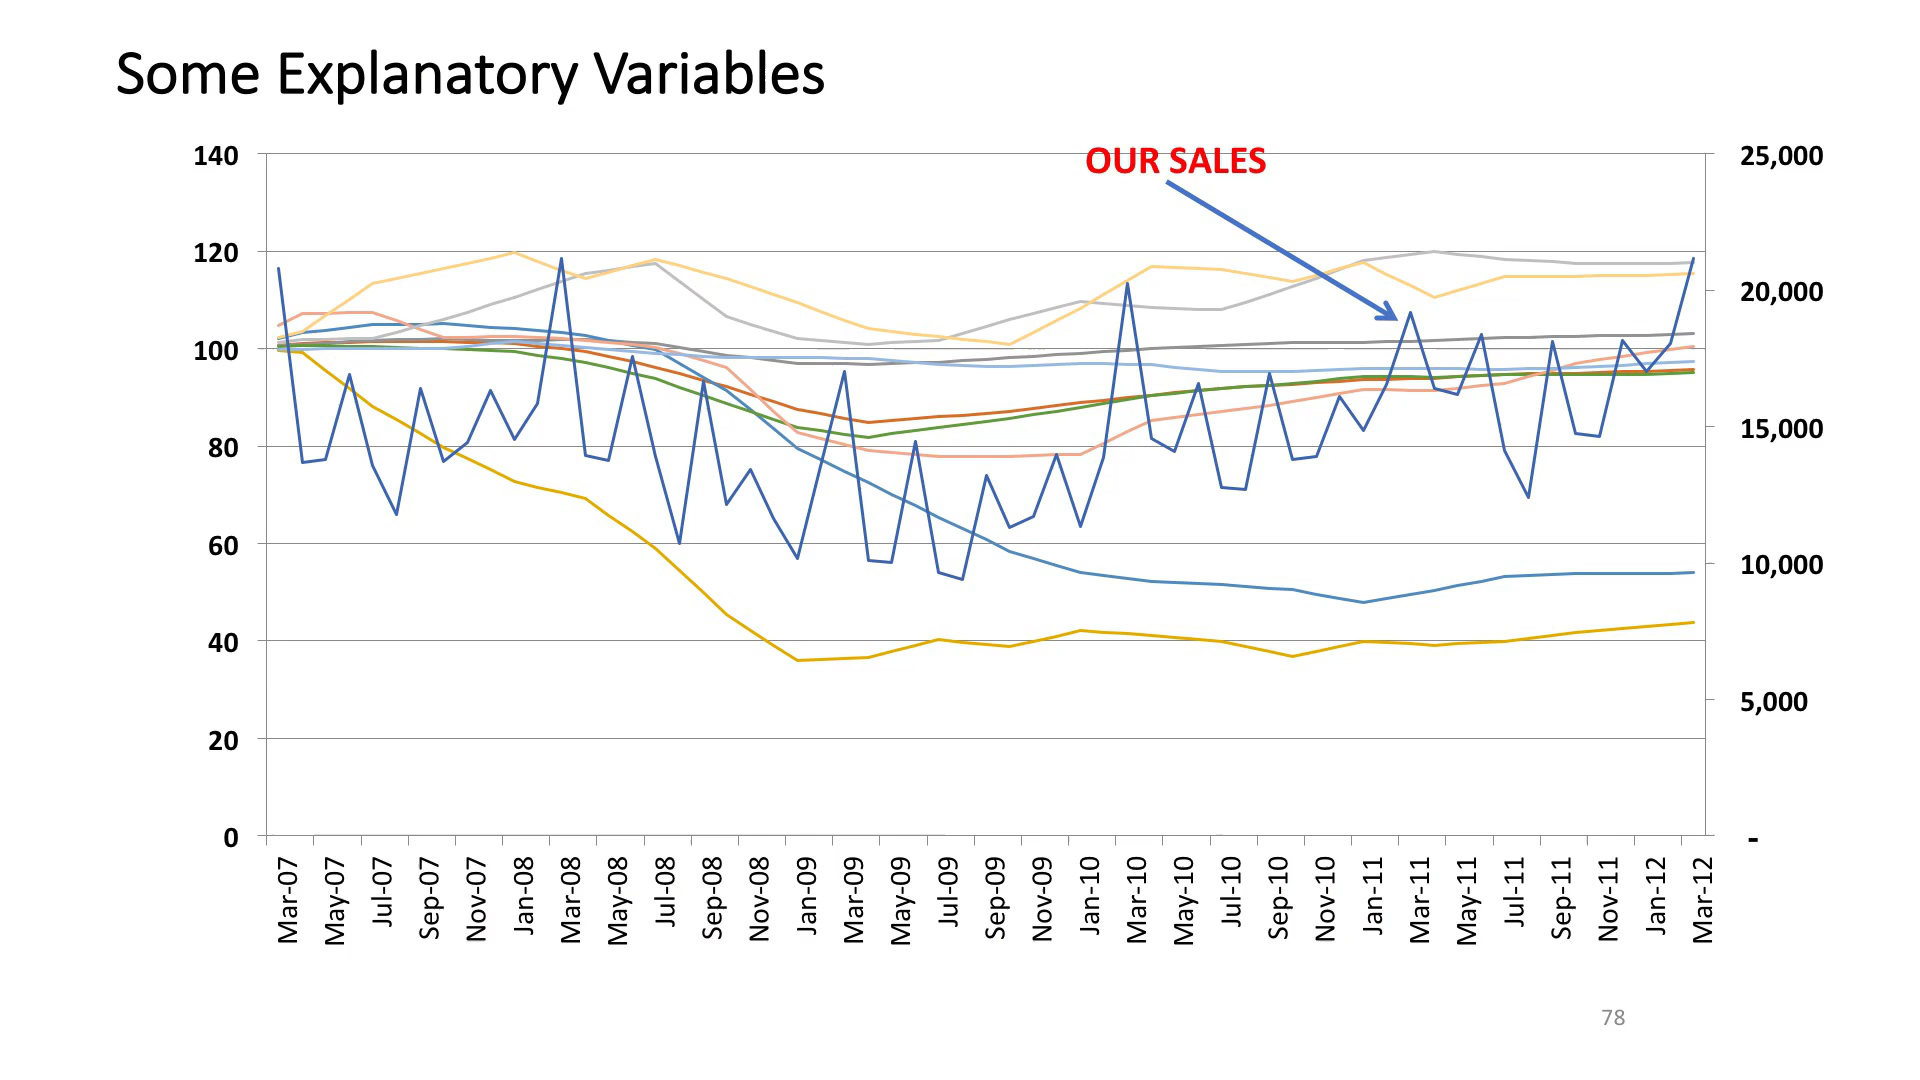 Some Explanatory Variables
OUR SALES
140
120
100
80
60
40
20
0
25,000
20,000
15,000
10,000
5,000
-
Mar-07
May-07
Jul-07
Sep-07
Nov-07
Jan-08
Mar-08
May-08
Jul-08
Sep-08
Nov-08
Jan-09
Mar-09
May-09
Jul-09
Sep-09
Nov-09
Jan-10
Mar-10
May-10
Jul-10
Sep-10
Nov-10
Jan-11
Mar-11
May-11
Jul-11
Sep-11
Nov-11
Jan-12
Mar-12
78